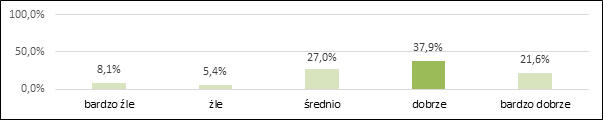 100,0%
50,0%
0,0%
8,1%
5,4%
27,0%
37,9%
21,6%
bardzo źle
źle
średnio
dobrze
bardzo dobrze